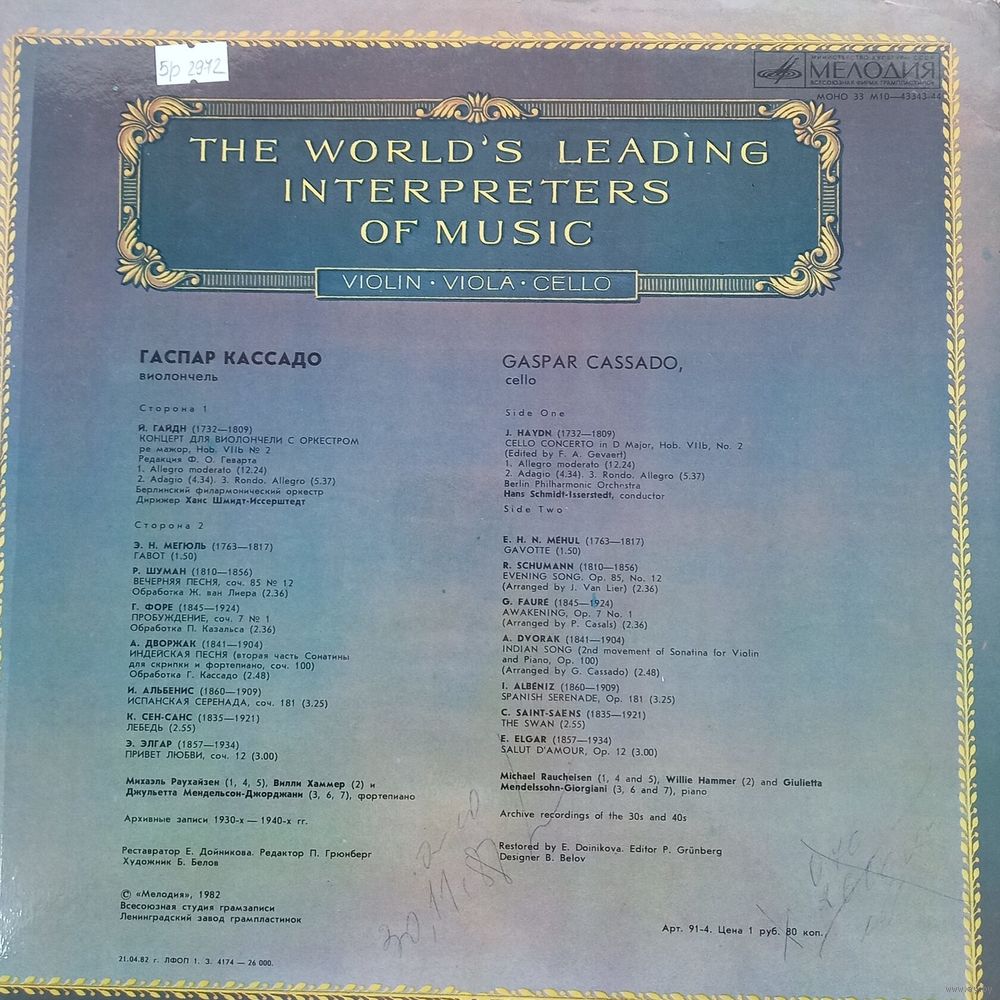 5р 2972
МИНИСТЕРСТВО КУЛЬТУРЫ СССР
МЕЛОДИЯ
ВСЕСОЮЗНАЯ ФИРМА ГРАМПЛАСТИНОК
МОНО 33 М10—43343-44
THE WORLD'S LEADING
INTERPRETERS
OF MUSIC
VIOLIN · VIOLA · CELLO
ГАСПАР КАССАДО
виолончель
Сторона 1
Й. ГАЙДН (1732—1809)
КОНЦЕРТ ДЛЯ ВИОЛОНЧЕЛИ С ОРКЕСТРОМ
ре мажор, Hob. VIIb № 2
Редакция Ф. О. Геварта
1. Allegro moderato (12.24)
2. Adagio (4.34). 3. Rondo. Allegro (5.37)
Берлинский филармонический оркестр
Дирижер Ханс Шмидт-Иссерштедт
Сторона 2
Э. Н. МЕГЮЛЬ (1763—1817)
ГАВОТ (1.50)
Р. ШУМАН (1810—1856)
ВЕЧЕРНЯЯ ПЕСНЯ, соч. 85 № 12
Обработка Ж. ван Лиера (2.36)
Г. ФОРЕ (1845—1924)
ПРОБУЖДЕНИЕ, соч. 7 № 1
Обработка П. Казальса (2.36)
А. ДВОРЖАК (1841—1904)
ИНДЕЙСКАЯ ПЕСНЯ (вторая часть Сонатины
для скрипки и фортепиано, соч. 100)
Обработка Г. Кассадо (2.48)
И. АЛЬБЕНИС (1860—1909)
ИСПАНСКАЯ СЕРЕНАДА, соч. 181 (3.25)
К. СЕН-САНС (1835—1921)
ЛЕБЕДЬ (2.55)
Э. ЭЛГАР (1857—1934)
ПРИВЕТ ЛЮБВИ, соч. 12 (3.00)
Михаэль Раухайзен (1, 4, 5), Вилли Хаммер (2) и
Джульетта Мендельсон-Джорджани (3, 6, 7), фортепиано
Архивные записи 1930-х — 1940-х гг.
Реставратор Е. Дойникова. Редактор П. Грюнберг
Художник Б. Белов
© «Мелодия», 1982
Всесоюзная студия грамзаписи
Ленинградский завод грампластинок
21.04.82 г. ЛФОП 1. З. 4174 — 26 000.
GASPAR CASSADO,
cello
Side One
J. HAYDN (1732—1809)
CELLO CONCERTO in D Major, Hob. VIIb, No. 2
(Edited by F. A. Gevaert)
1. Allegro moderato (12.24)
2. Adagio (4.34). 3. Rondo. Allegro (5.37)
Berlin Philharmonic Orchestra
Hans Schmidt-Isserstedt, conductor
Side Two
E. H. N. MÉHUL (1763—1817)
GAVOTTE (1.50)
R. SCHUMANN (1810—1856)
EVENING SONG, Op. 85, No. 12
(Arranged by J. Van Lier) (2.36)
G. FAURÉ (1845—1924)
AWAKENING, Op. 7 No. 1
(Arranged by P. Casals) (2.36)
A. DVORAK (1841—1904)
INDIAN SONG (2nd movement of Sonatina for Violin
and Piano, Op. 100)
(Arranged by G. Cassado) (2.48)
I. ALBÉNIZ (1860—1909)
SPANISH SERENADE, Op. 181 (3.25)
C. SAINT-SAËNS (1835—1921)
THE SWAN (2.55)
E. ELGAR (1857—1934)
SALUT D'AMOUR, Op. 12 (3.00)
Michael Raucheisen (1, 4 and 5), Willie Hammer (2) and Giulietta
Mendelssohn-Giorgiani (3, 6 and 7), piano
Archive recordings of the 30s and 40s
Restored by E. Doinikova. Editor P. Grünberg
Designer B. Belov
Арт. 91-4. Цена 1 руб. 80 коп.